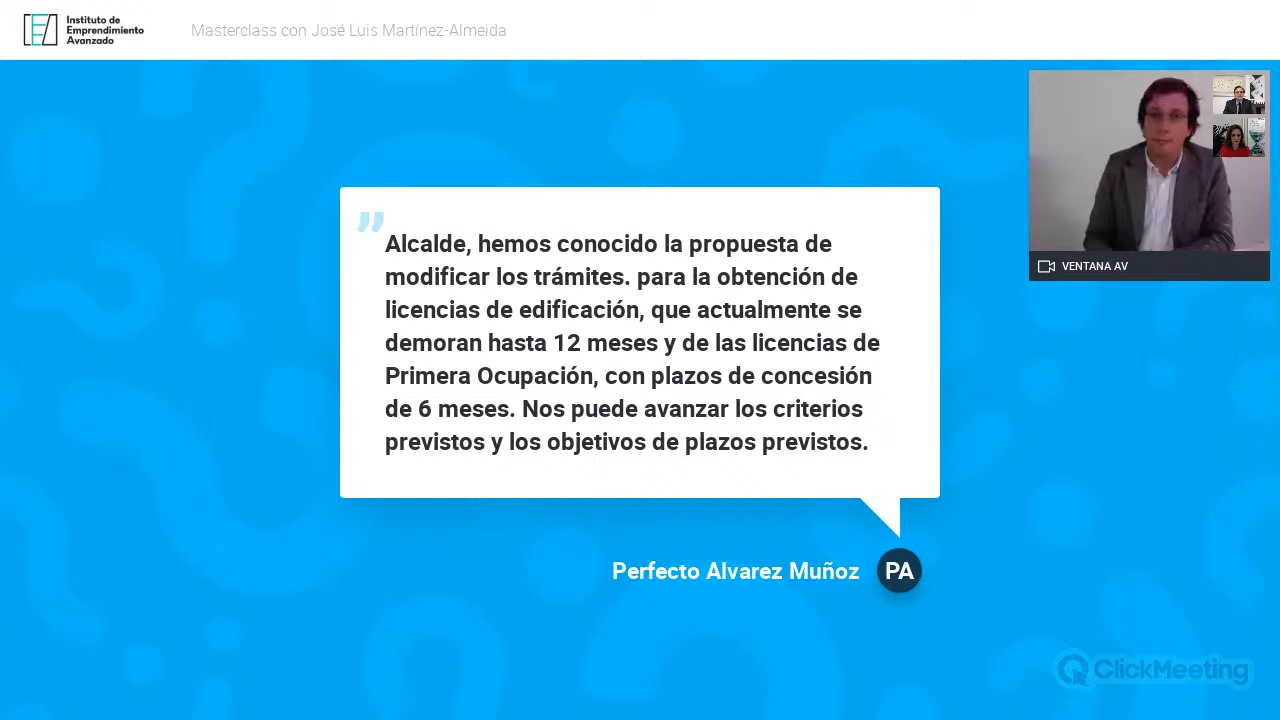 Instituto de
Emprendimiento
Avanzado
Masterclass con José Luis Martínez-Almeida
Alcalde, hemos conocido la propuesta de
modificar los trámites. para la obtención de
licencias de edificación, que actualmente se
demoran hasta 12 meses y de las licencias de
Primera Ocupación, con plazos de concesión
de 6 meses. Nos puede avanzar los criterios
previstos y los objetivos de plazos previstos.
Perfecto Alvarez Muñoz
PA
VENTANA AV
ClickMeeting